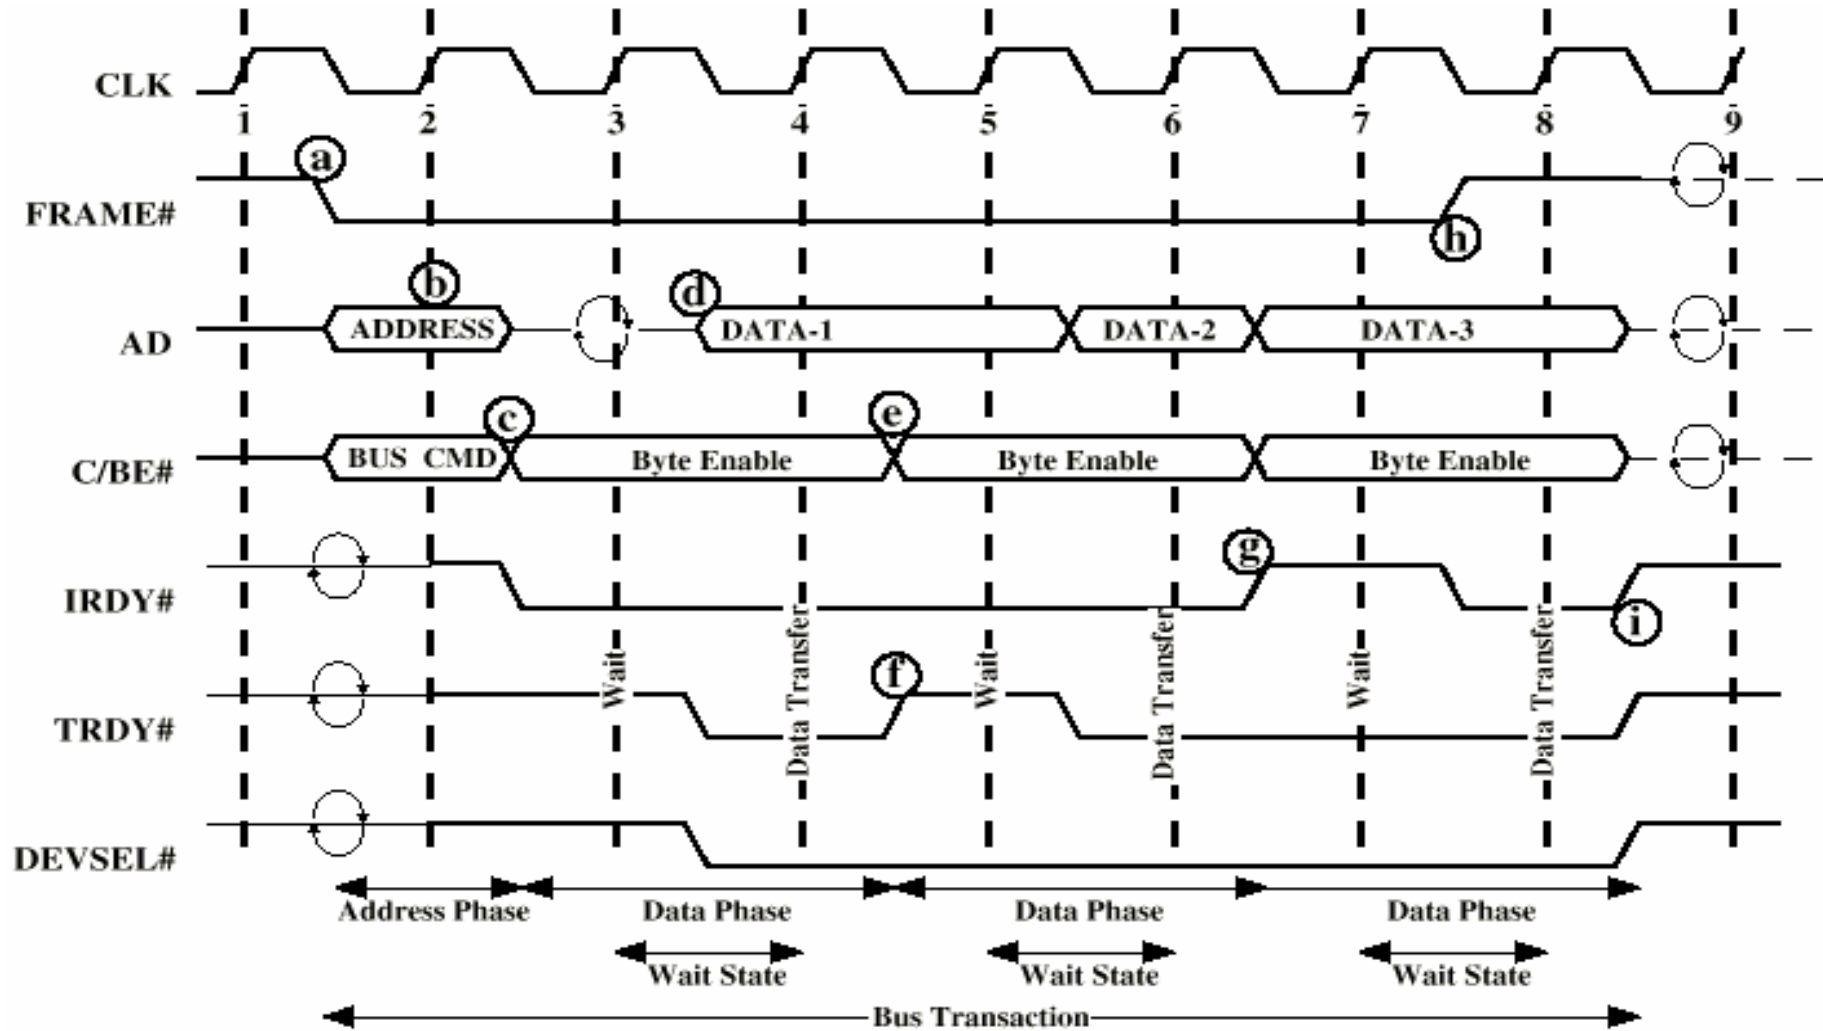 CLK
1 2 3 4 5 6 7 8 9
a
FRAME#
h
b
d
AD
ADDRESS
DATA-1
DATA-2
DATA-3
c
e
C/BE#
BUS CMD
Byte Enable
Byte Enable
Byte Enable
g
IRDY#
i
Wait
Data Transfer
Wait
Data Transfer
Wait
Data Transfer
f
TRDY#
DEVSEL#
Address Phase
Data Phase
Data Phase
Data Phase
Wait State
Wait State
Wait State
Bus Transaction